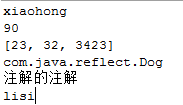 xiaohong
90
[23, 32, 3423]
com.java.reflect.Dog
注解的注解
lisi